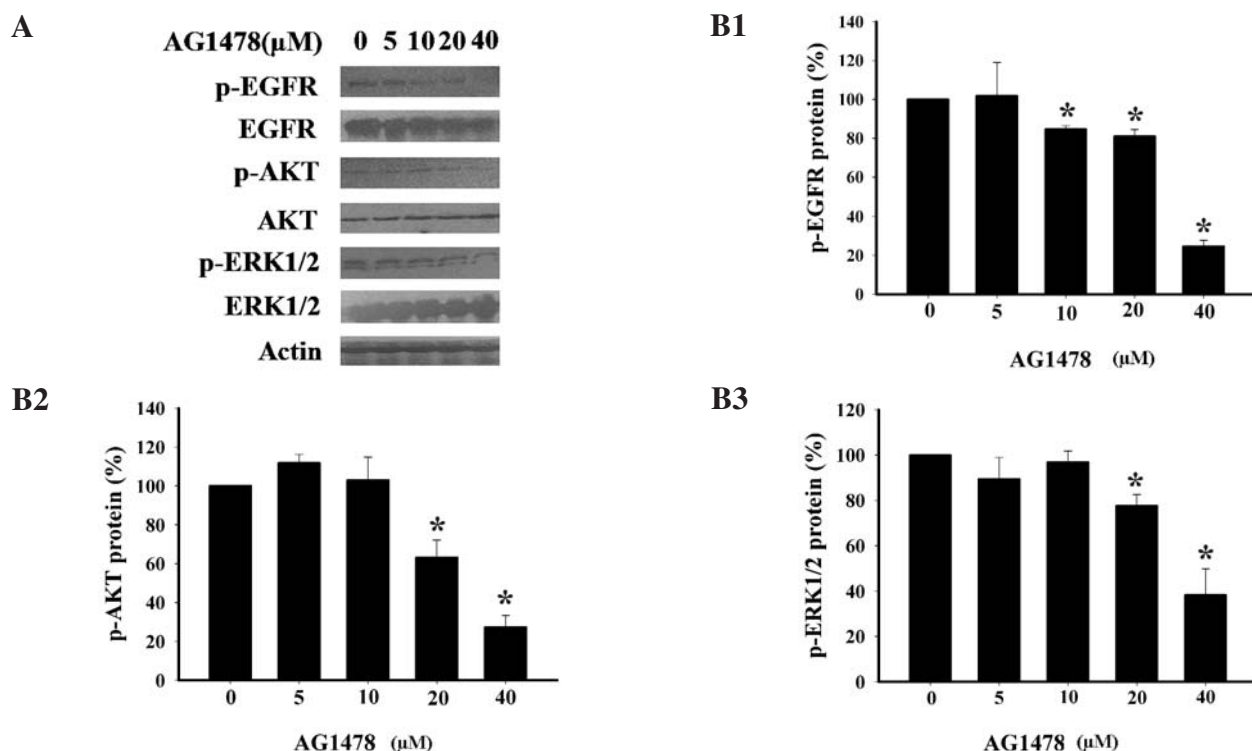 A
AG1478(μM) 0 5 10 20 40
p-EGFR
EGFR
p-AKT
AKT
p-ERK1/2
ERK1/2
Actin
B1
p-EGFR protein (%)
140
120
100
80
60
40
20
0
* * *
0 5 10 20 40
AG1478 (μM)
B2
p-AKT protein (%)
140
120
100
80
60
40
20
0
* *
0 5 10 20 40
AG1478 (μM)
B3
p-ERK1/2 protein (%)
120
100
80
60
40
20
0
* *
0 5 10 20 40
AG1478 (μM)